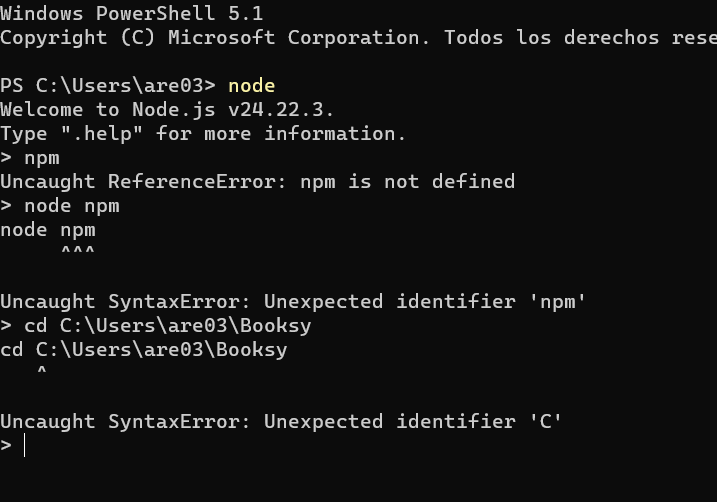 Windows PowerShell 5.1
Copyright (C) Microsoft Corporation. Todos los derechos rese
PS C:\Users\are03> node
Welcome to Node.js v24.22.3.
Type ".help" for more information.
> npm
Uncaught ReferenceError: npm is not defined
> node npm
node npm
     ^^^
Uncaught SyntaxError: Unexpected identifier 'npm'
> cd C:\Users\are03\Booksy
cd C:\Users\are03\Booksy
   ^
Uncaught SyntaxError: Unexpected identifier 'C'
>